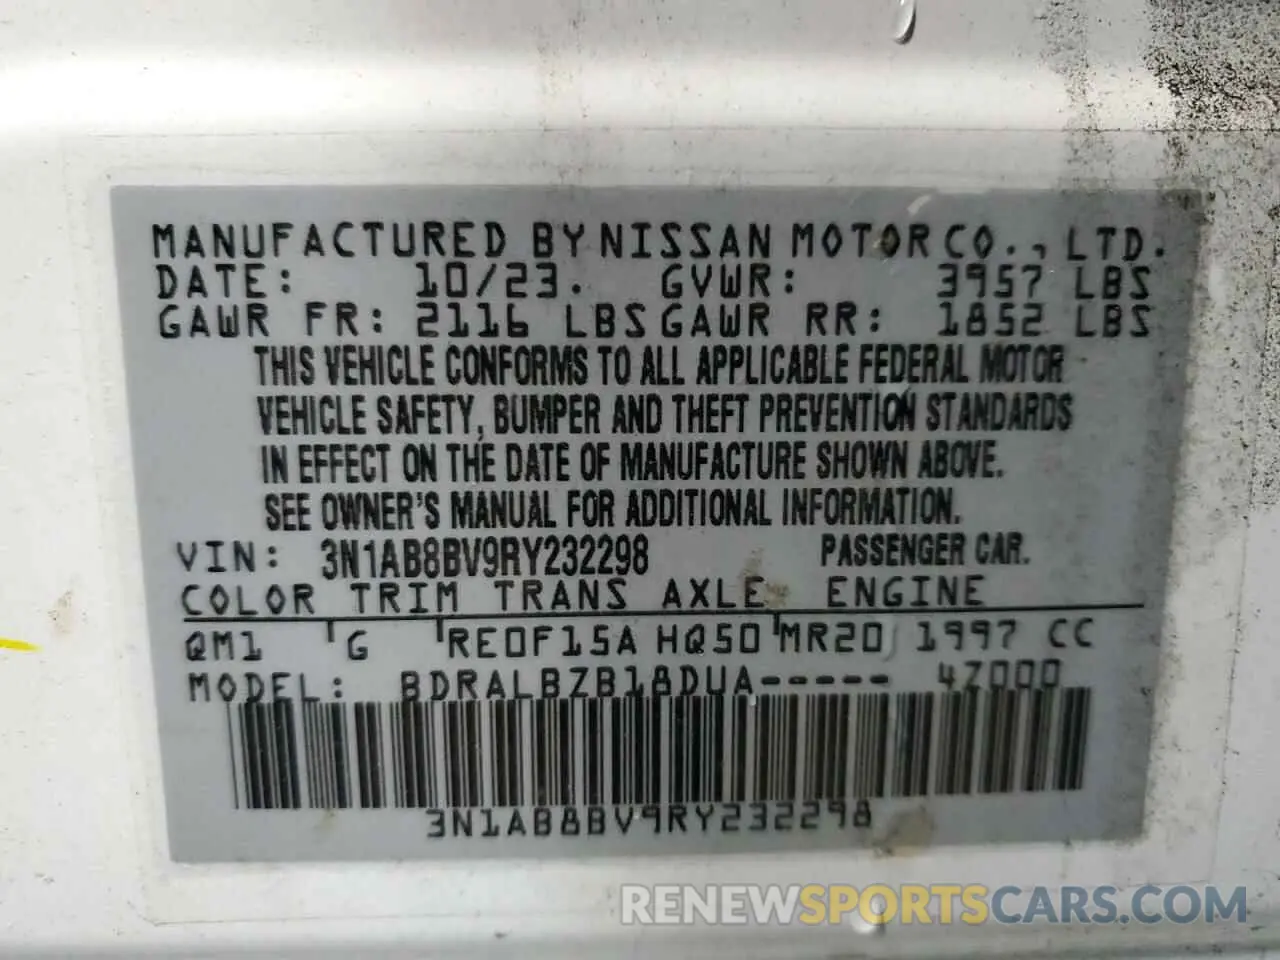 MANUFACTURED BY NISSAN MOTOR CO., LTD.
DATE: 10/23. GVWR: 3957 LBS
GAWR FR: 2116 LBS GAWR RR: 1852 LBS
THIS VEHICLE CONFORMS TO ALL APPLICABLE FEDERAL MOTOR
VEHICLE SAFETY, BUMPER AND THEFT PREVENTION STANDARDS
IN EFFECT ON THE DATE OF MANUFACTURE SHOWN ABOVE.
SEE OWNER'S MANUAL FOR ADDITIONAL INFORMATION.
VIN: 3N1AB8BV9RY232298 PASSENGER CAR.
COLOR TRIM TRANS AXLE ENGINE
QM1 G RE0F15A HQ50 MR20 1997 CC
MODEL: BDRALBZB18DUA----- 4Z000
3N1AB8BV9RY232298
RENEWSPORTSCARS.COM